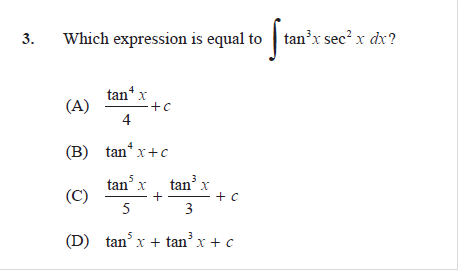 3. Which expression is equal to ∫ tan³x sec² x dx?
(A) tan⁴ x / 4 + c
(B) tan⁴ x + c
(C) tan⁵ x / 5 + tan³ x / 3 + c
(D) tan⁵ x + tan³ x + c